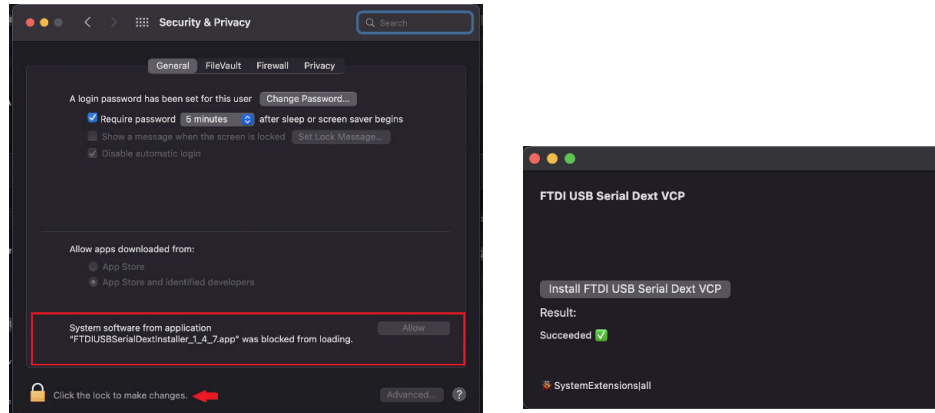 Security & Privacy
Search
General FileVault Firewall Privacy
A login password has been set for this user Change Password...
Require password 5 minutes after sleep or screen saver begins
Show a message when the screen is locked Set Lock Message...
Disable automatic login
Allow apps downloaded from:
App Store
App Store and identified developers
System software from application Allow
"FTDIUSBSerialDextInstaller_1_4_7.app" was blocked from loading.
Click the lock to make changes. Advanced... ?
FTDI USB Serial Dext VCP
Install FTDI USB Serial Dext VCP
Result:
Succeeded ✅
SystemExtensions|all